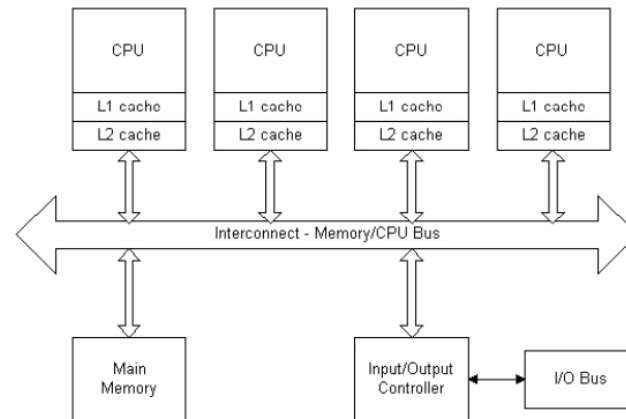 CPU
CPU
CPU
CPU
L1 cache
L1 cache
L1 cache
L1 cache
L2 cache
L2 cache
L2 cache
L2 cache
Interconnect - Memory/CPU Bus
Main
Memory
Input/Output
Controller
I/O Bus